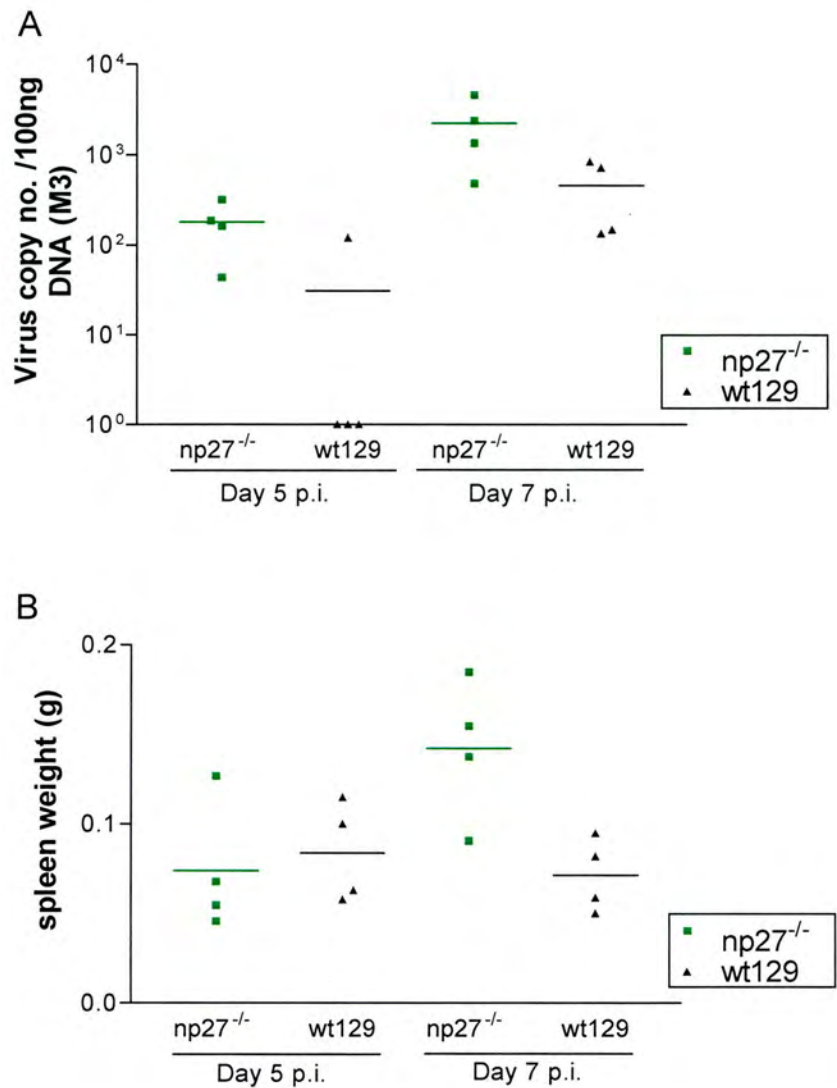 A
Virus copy no. /100ng
DNA (M3)
10⁴
10³
10²
10¹
10⁰
np27⁻/⁻
wt129
np27⁻/⁻
wt129
Day 5 p.i.
Day 7 p.i.
np27⁻/⁻
wt129
B
spleen weight (g)
0.2
0.1
0.0
np27⁻/⁻
wt129
np27⁻/⁻
wt129
Day 5 p.i.
Day 7 p.i.
np27⁻/⁻
wt129